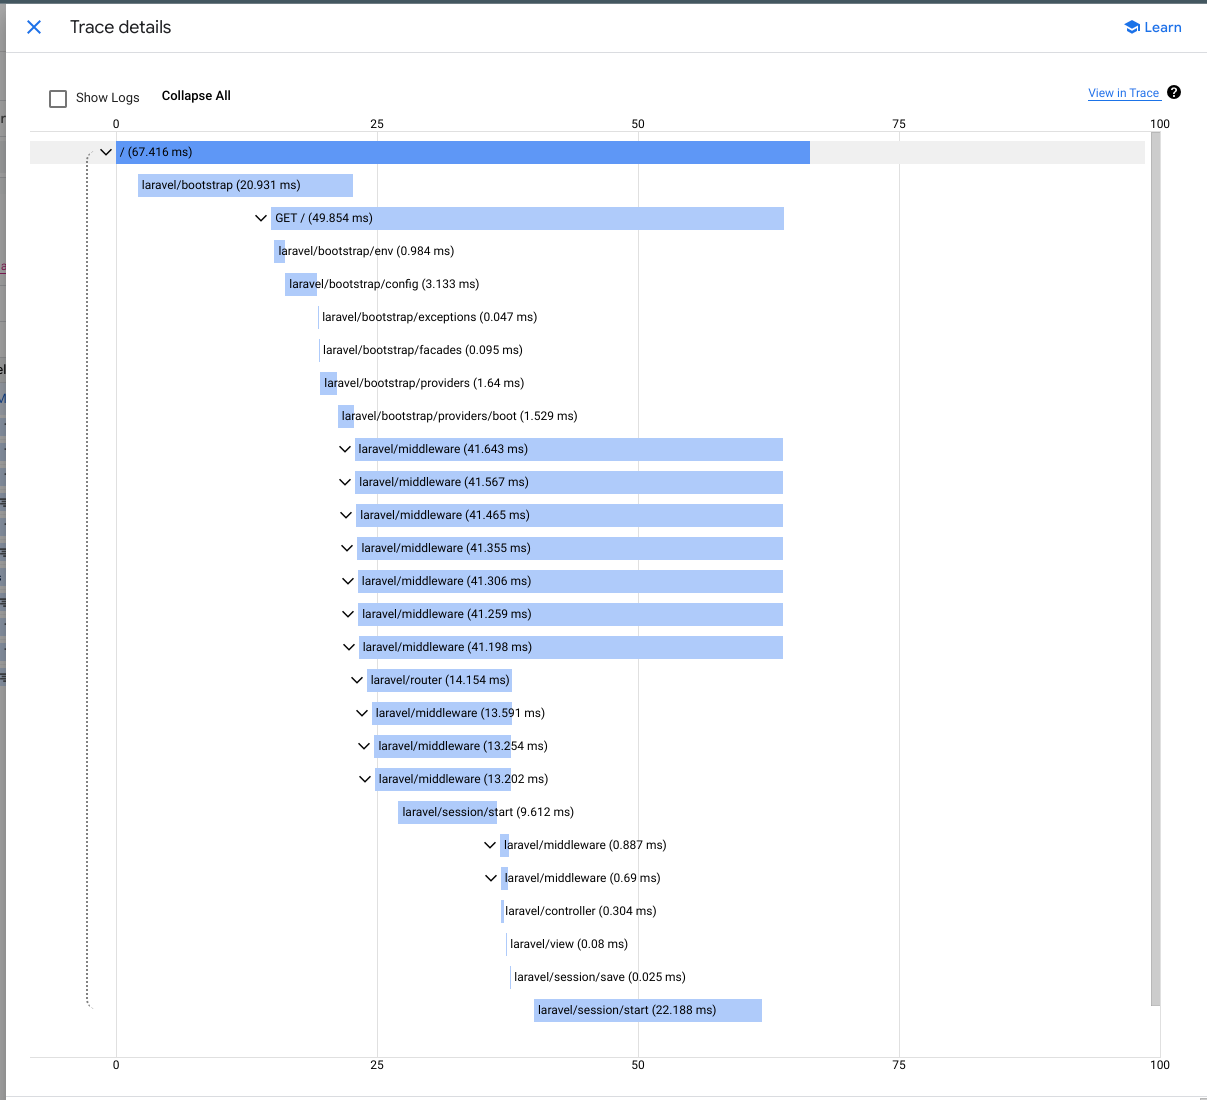 Trace details
Learn
Show Logs
Collapse All
View in Trace
0 25 50 75 100
/ (67.416 ms)
laravel/bootstrap (20.931 ms)
GET / (49.854 ms)
laravel/bootstrap/env (0.984 ms)
laravel/bootstrap/config (3.133 ms)
laravel/bootstrap/exceptions (0.047 ms)
laravel/bootstrap/facades (0.095 ms)
laravel/bootstrap/providers (1.64 ms)
laravel/bootstrap/providers/boot (1.529 ms)
laravel/middleware (41.643 ms)
laravel/middleware (41.567 ms)
laravel/middleware (41.465 ms)
laravel/middleware (41.355 ms)
laravel/middleware (41.306 ms)
laravel/middleware (41.259 ms)
laravel/middleware (41.198 ms)
laravel/router (14.154 ms)
laravel/middleware (13.591 ms)
laravel/middleware (13.254 ms)
laravel/middleware (13.202 ms)
laravel/session/start (9.612 ms)
laravel/middleware (0.887 ms)
laravel/middleware (0.69 ms)
laravel/controller (0.304 ms)
laravel/view (0.08 ms)
laravel/session/save (0.025 ms)
laravel/session/start (22.188 ms)
0 25 50 75 100